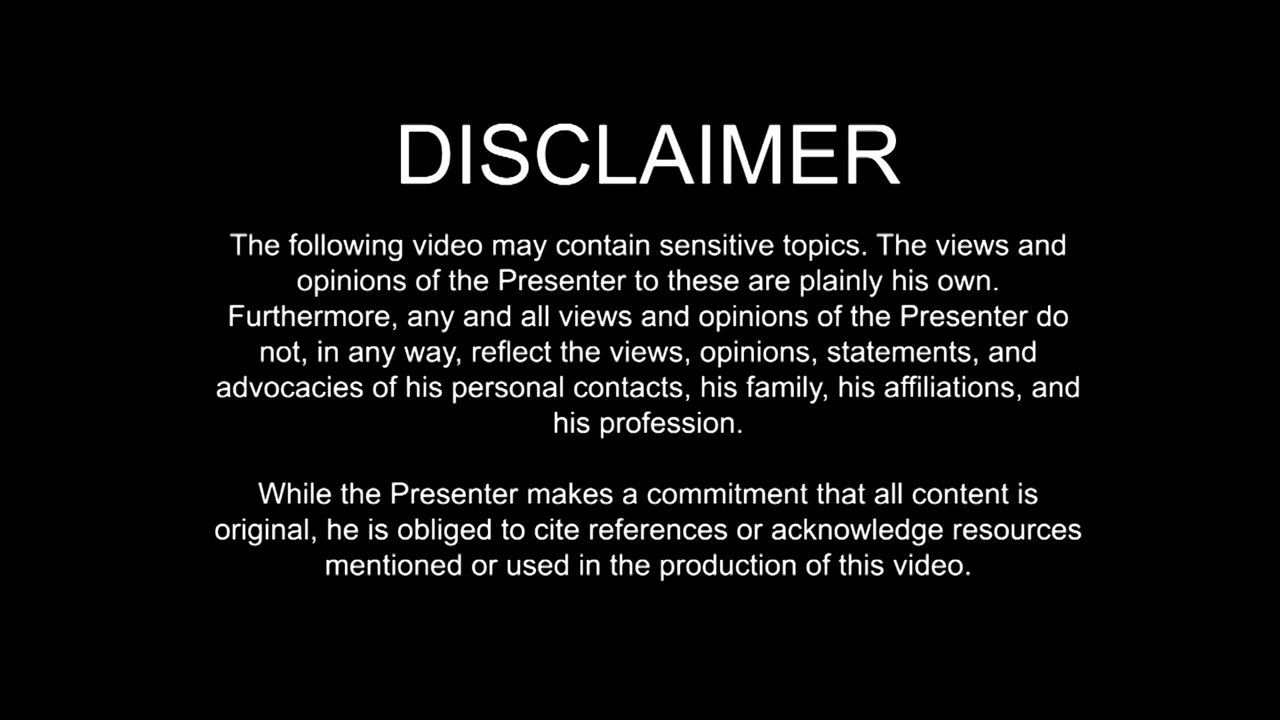 DISCLAIMER
The following video may contain sensitive topics. The views and
opinions of the Presenter to these are plainly his own.
Furthermore, any and all views and opinions of the Presenter do
not, in any way, reflect the views, opinions, statements, and
advocacies of his personal contacts, his family, his affiliations, and
his profession.
While the Presenter makes a commitment that all content is
original, he is obliged to cite references or acknowledge resources
mentioned or used in the production of this video.